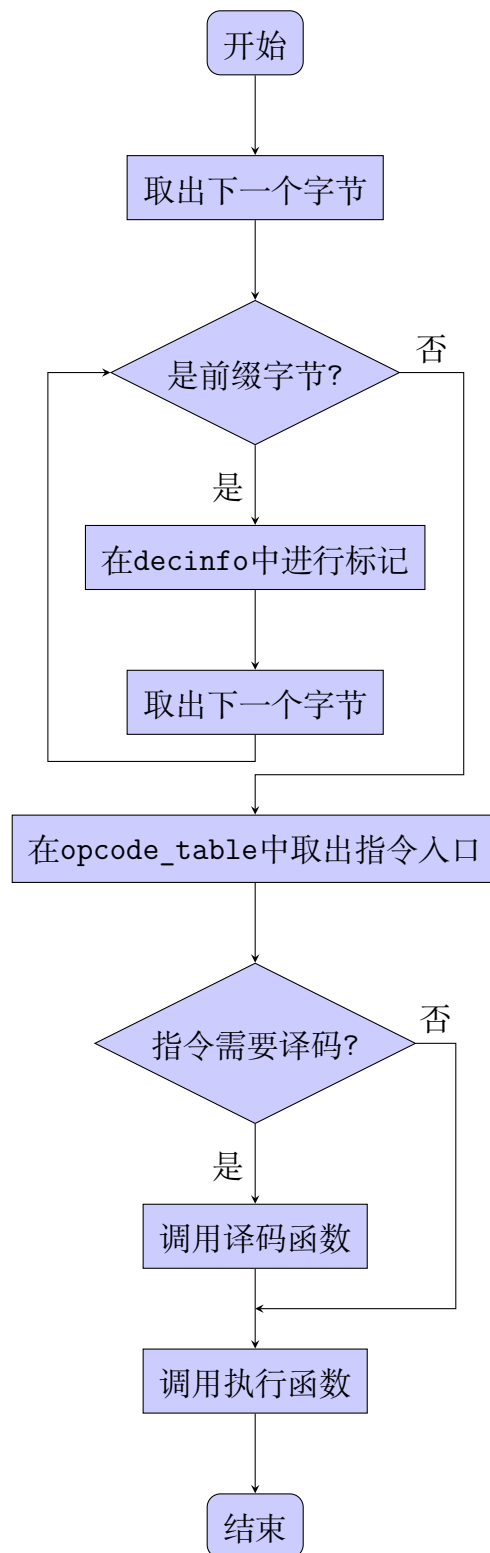 开始
取出下一个字节
是前缀字节?
否
是
在decinfo中进行标记
取出下一个字节
在opcode_table中取出指令入口
指令需要译码?
否
是
调用译码函数
调用执行函数
结束